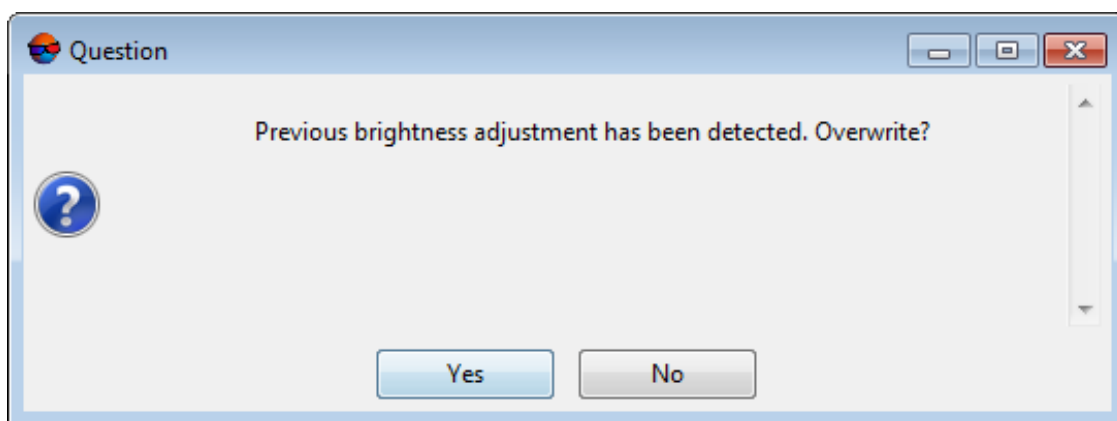 Question
Previous brightness adjustment has been detected. Overwrite?
Yes
No